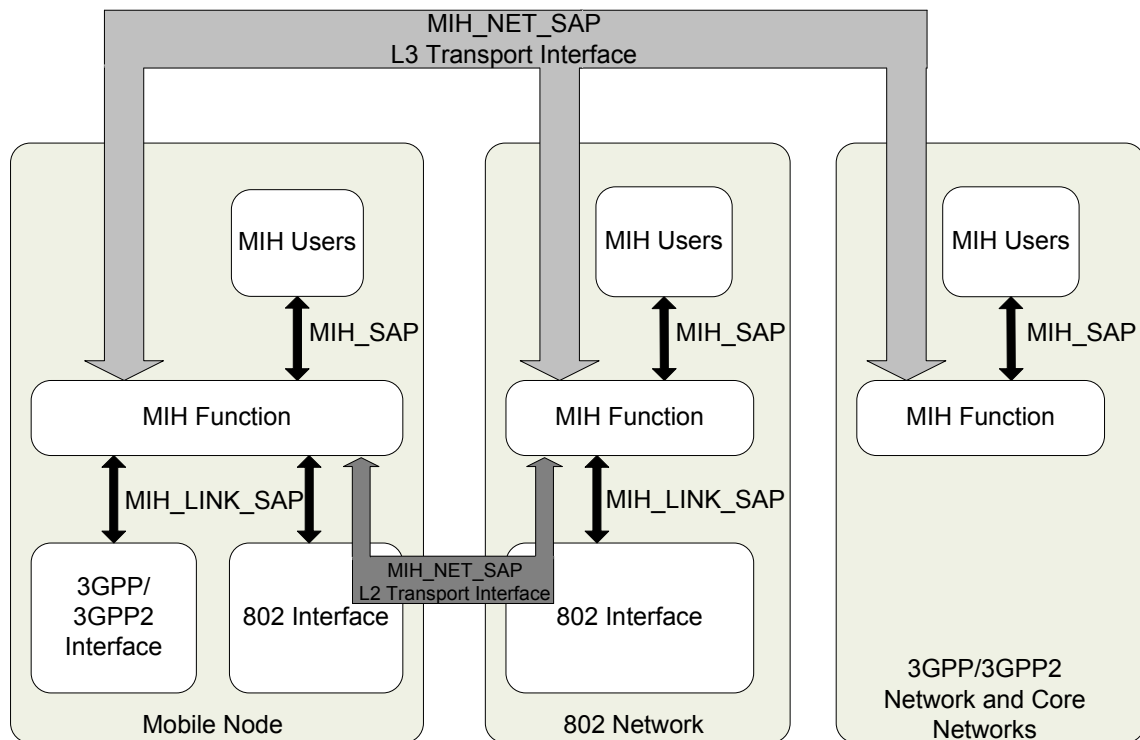 MIH_NET_SAP
L3 Transport Interface
MIH Users
MIH Users
MIH Users
MIH_SAP
MIH_SAP
MIH_SAP
MIH Function
MIH Function
MIH Function
MIH_LINK_SAP
MIH_LINK_SAP
MIH_NET_SAP
L2 Transport Interface
3GPP/
3GPP2
Interface
802 Interface
802 Interface
3GPP/3GPP2
Network and Core
Networks
Mobile Node
802 Network